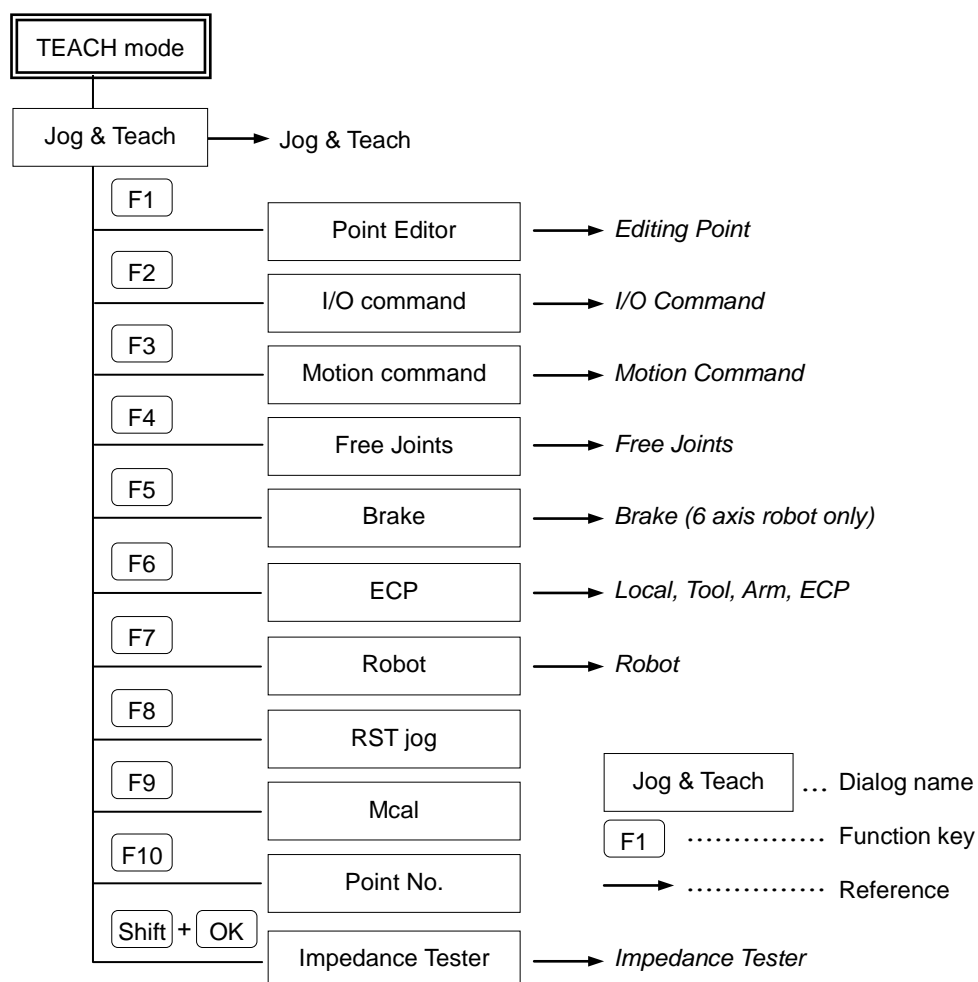 TEACH mode
Jog & Teach Jog & Teach
F1
Point Editor Editing Point
F2
I/O command I/O Command
F3
Motion command Motion Command
F4
Free Joints Free Joints
F5
Brake Brake (6 axis robot only)
F6
ECP Local, Tool, Arm, ECP
F7
Robot Robot
F8
RST jog
F9
Mcal
F10
Point No.
Shift + OK
Impedance Tester Impedance Tester
Jog & Teach … Dialog name
F1 …………… Function key
…………… Reference